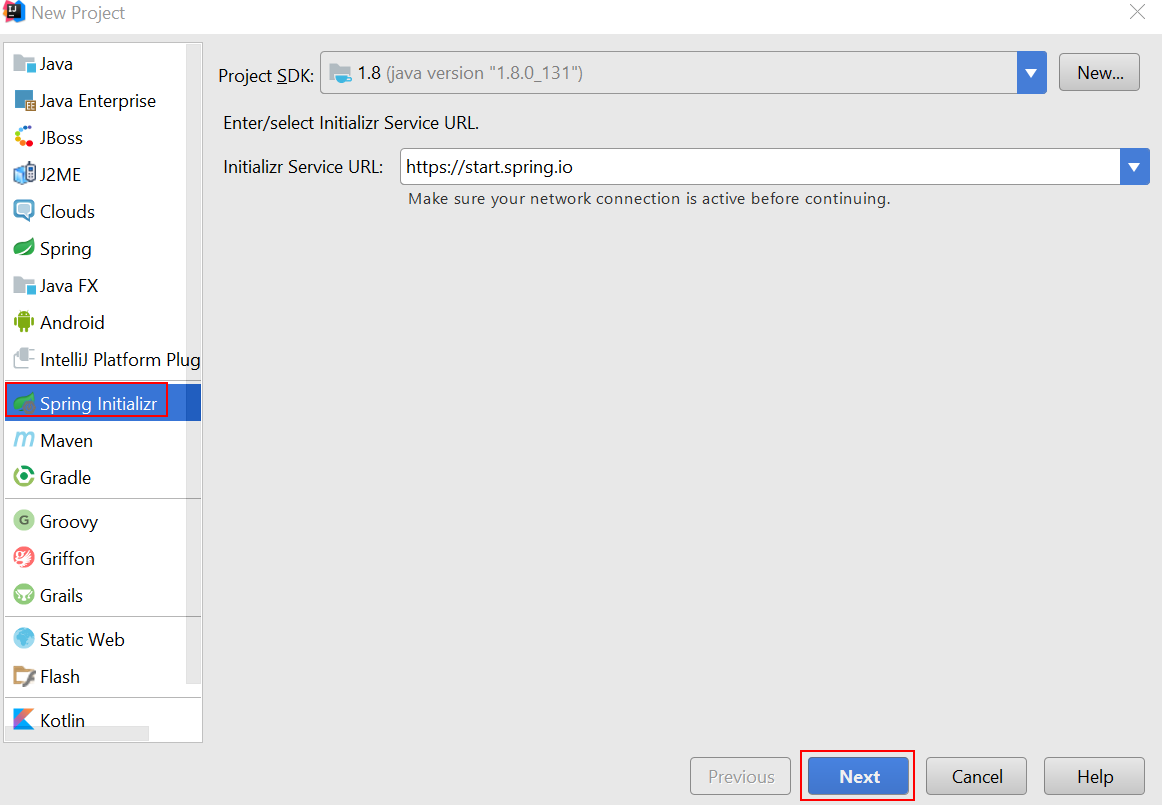 New Project
Java
Java Enterprise
JBoss
J2ME
Clouds
Spring
Java FX
Android
IntelliJ Platform Plug
Spring Initializr
Maven
Gradle
Groovy
Griffon
Grails
Static Web
Flash
Kotlin
Project SDK: 1.8 (java version "1.8.0_131") New...
Enter/select Initializr Service URL.
Initializr Service URL: https://start.spring.io
Make sure your network connection is active before continuing.
Previous Next Cancel Help